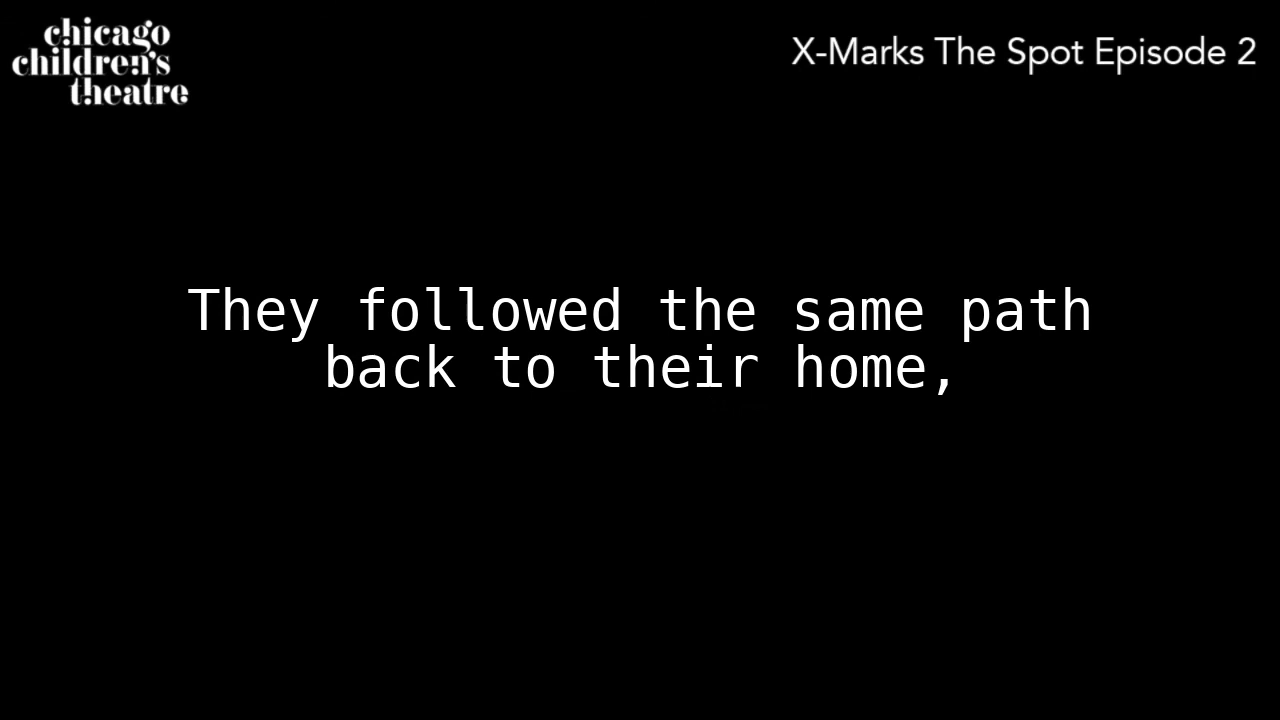 chicago
children's
theatre
X-Marks The Spot Episode 2
They followed the same path
back to their home,